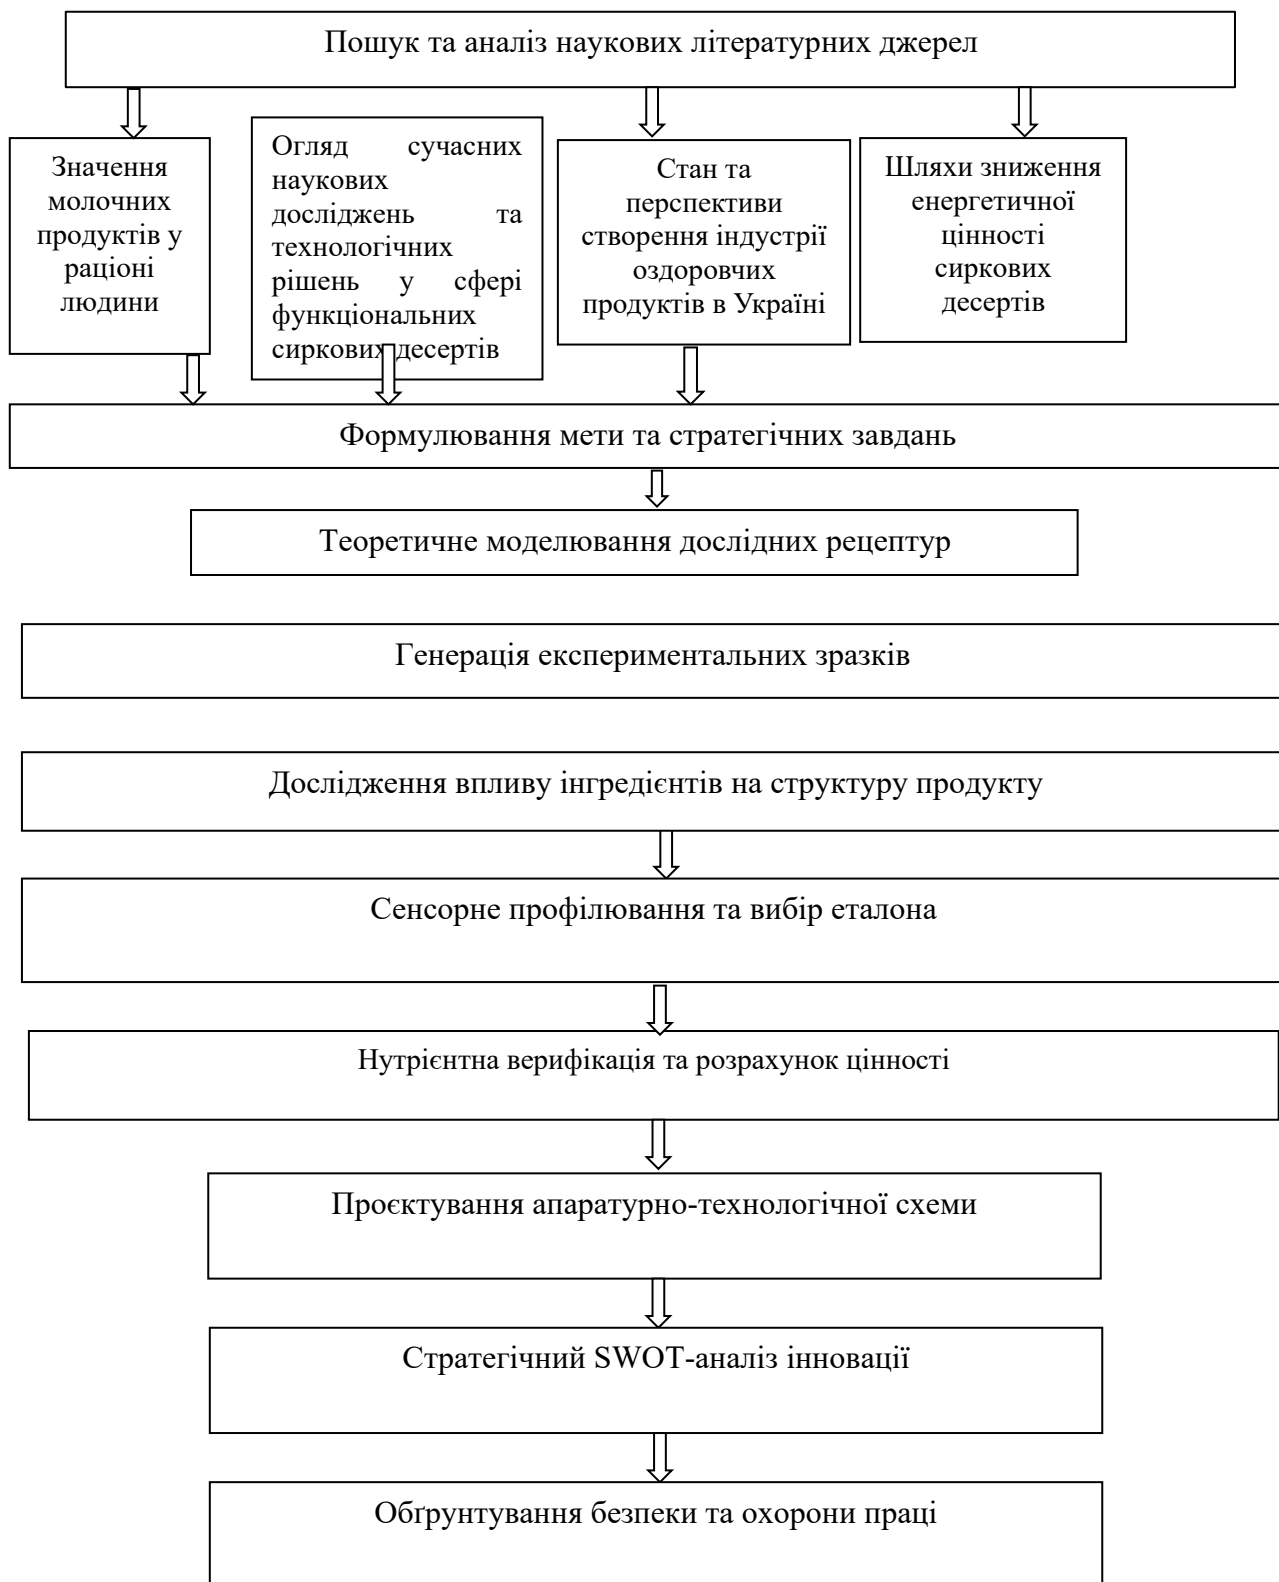 Пошук та аналіз наукових літературних джерел
Значення
молочних
продуктів у
раціоні
людини
Огляд сучасних
наукових
досліджень та
технологічних
рішень у сфері
функціональних
сиркових десертів
Стан та
перспективи
створення індустрії
оздоровчих
продуктів в Україні
Шляхи зниження
енергетичної
цінності
сиркових
десертів
Формулювання мети та стратегічних завдань
Теоретичне моделювання дослідних рецептур
Генерація експериментальних зразків
Дослідження впливу інгредієнтів на структуру продукту
Сенсорне профілювання та вибір еталона
Нутрієнтна верифікація та розрахунок цінності
Проєктування апаратурно-технологічної схеми
Стратегічний SWOT-аналіз інновації
Обґрунтування безпеки та охорони праці